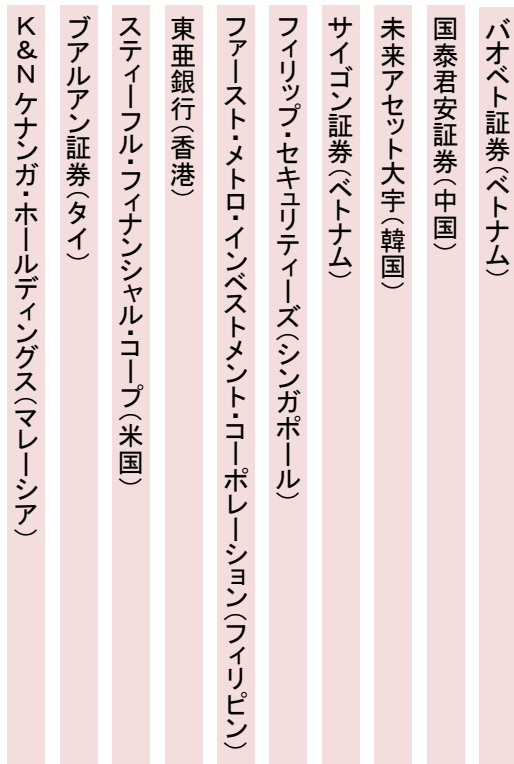 バオベト証券（ベトナム）
国泰君安証券（中国）
未来アセット大宇（韓国）
サイゴン証券（ベトナム）
フィリップ・セキュリティーズ（シンガポール）
ファースト・メトロ・インベストメント・コーポレーション（フィリピン）
東亜銀行（香港）
スティーフル・フィナンシャル・コープ（米国）
ブアルアン証券（タイ）
Ｋ＆Ｎケナンガ・ホールディングス（マレーシア）